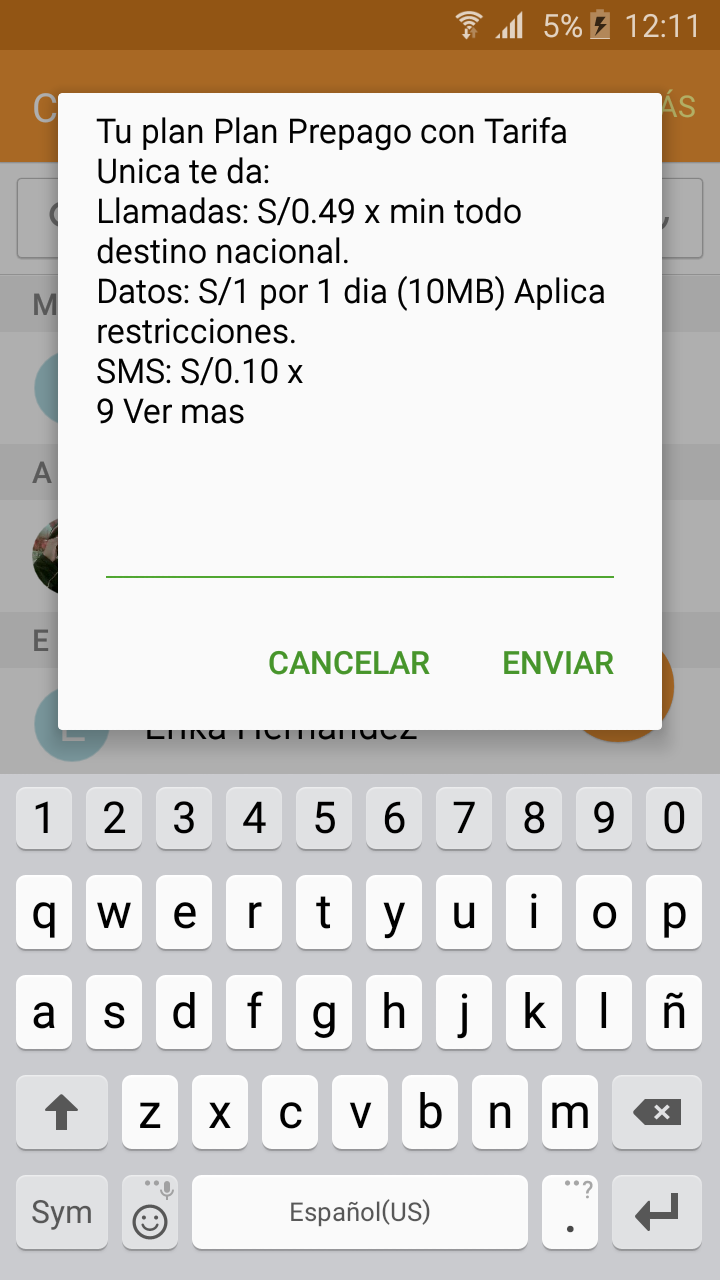 5% 12:11
C ÁS
Tu plan Plan Prepago con Tarifa
Unica te da:
Llamadas: S/0.49 x min todo
destino nacional.
Datos: S/1 por 1 dia (10MB) Aplica
restricciones.
SMS: S/0.10 x
9 Ver mas
CANCELAR ENVIAR
M
A
E
E Erika Hernandez
1 2 3 4 5 6 7 8 9 0
q w e r t y u i o p
a s d f g h j k l ñ
z x c v b n m
Sym Español(US) . ?